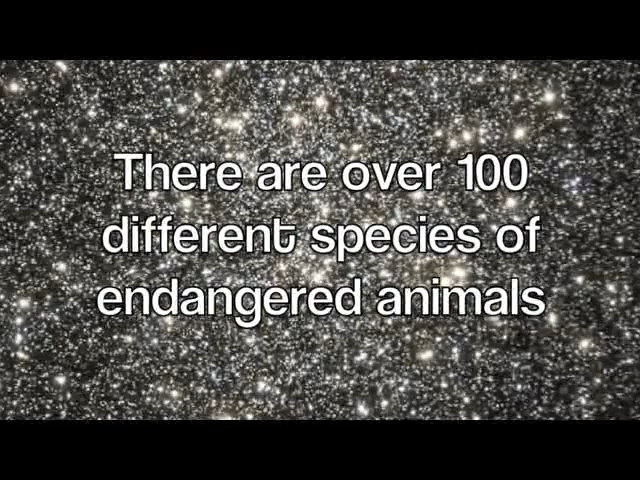 There are over 100
different species of
endangered animals